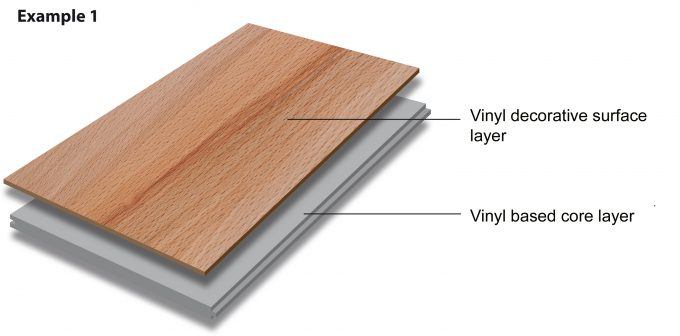 Example 1
Vinyl decorative surface
layer
Vinyl based core layer